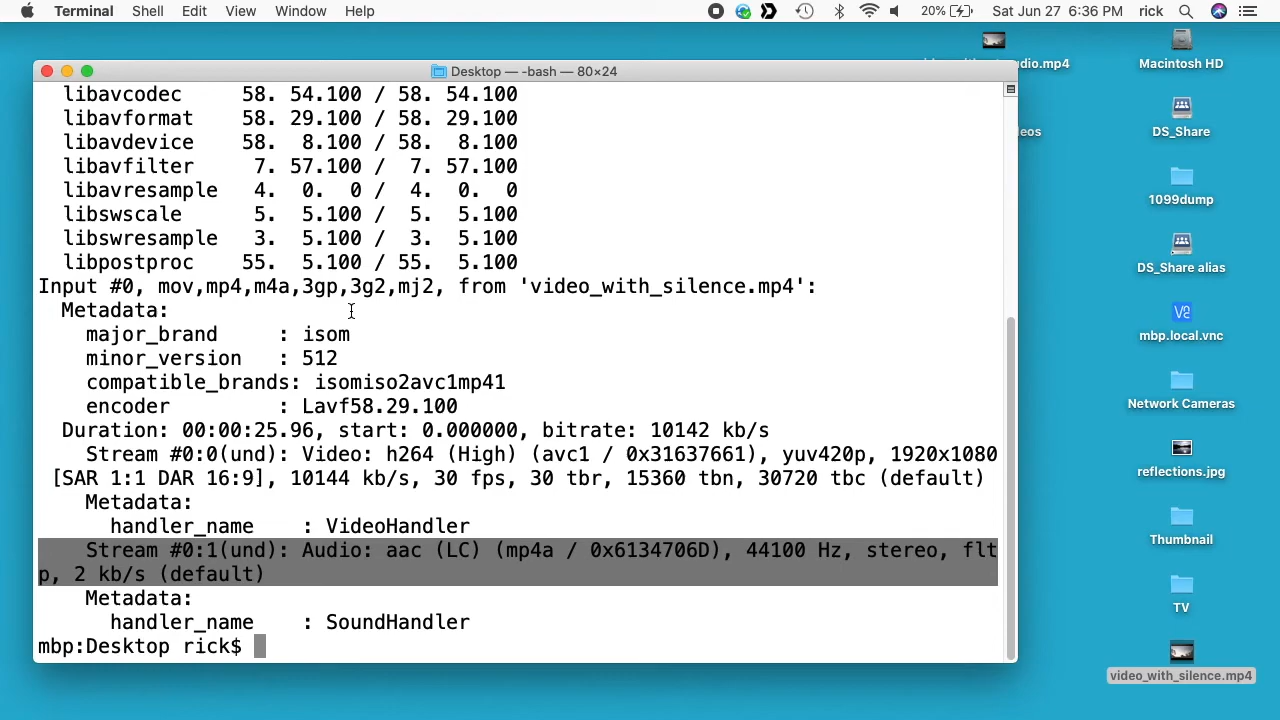 Terminal Shell Edit View Window Help 20% Sat Jun 27 6:36 PM rick
Desktop — -bash — 80×24
libavcodec 58. 54.100 / 58. 54.100
libavformat 58. 29.100 / 58. 29.100
libavdevice 58. 8.100 / 58. 8.100
libavfilter 7. 57.100 / 7. 57.100
libavresample 4. 0. 0 / 4. 0. 0
libswscale 5. 5.100 / 5. 5.100
libswresample 3. 5.100 / 3. 5.100
libpostproc 55. 5.100 / 55. 5.100
Input #0, mov,mp4,m4a,3gp,3g2,mj2, from 'video_with_silence.mp4':
Metadata:
major_brand : isom
minor_version : 512
compatible_brands: isomiso2avc1mp41
encoder : Lavf58.29.100
Duration: 00:00:25.96, start: 0.000000, bitrate: 10142 kb/s
Stream #0:0(und): Video: h264 (High) (avc1 / 0x31637661), yuv420p, 1920x1080
[SAR 1:1 DAR 16:9], 10144 kb/s, 30 fps, 30 tbr, 15360 tbn, 30720 tbc (default)
Metadata:
handler_name : VideoHandler
Stream #0:1(und): Audio: aac (LC) (mp4a / 0x6134706D), 44100 Hz, stereo, flt
p, 2 kb/s (default)
Metadata:
handler_name : SoundHandler
mbp:Desktop rick$
dio.mp4
eos
Macintosh HD
DS_Share
1099dump
DS_Share alias
mbp.local.vnc
Network Cameras
reflections.jpg
Thumbnail
TV
video_with_silence.mp4